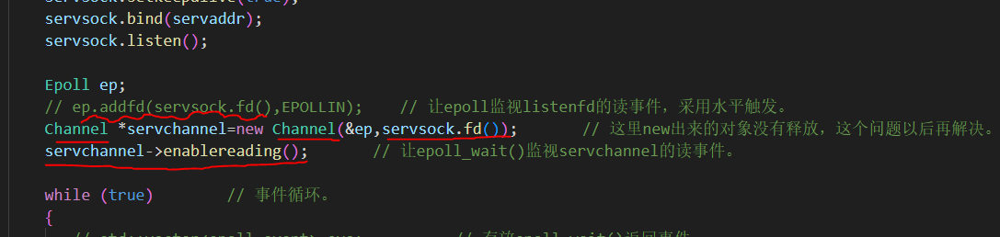 servsock.setkeepalive(true);
servsock.bind(servaddr);
servsock.listen();
Epoll ep;
// ep.addfd(servsock.fd(),EPOLLIN);    // 让epoll监视listenfd的读事件，采用水平触发。
Channel *servchannel=new Channel(&ep,servsock.fd());    // 这里new出来的对象没有释放，这个问题以后再解决。
servchannel->enablereading();    // 让epoll_wait()监视servchannel的读事件。
while (true)    // 事件循环。
{